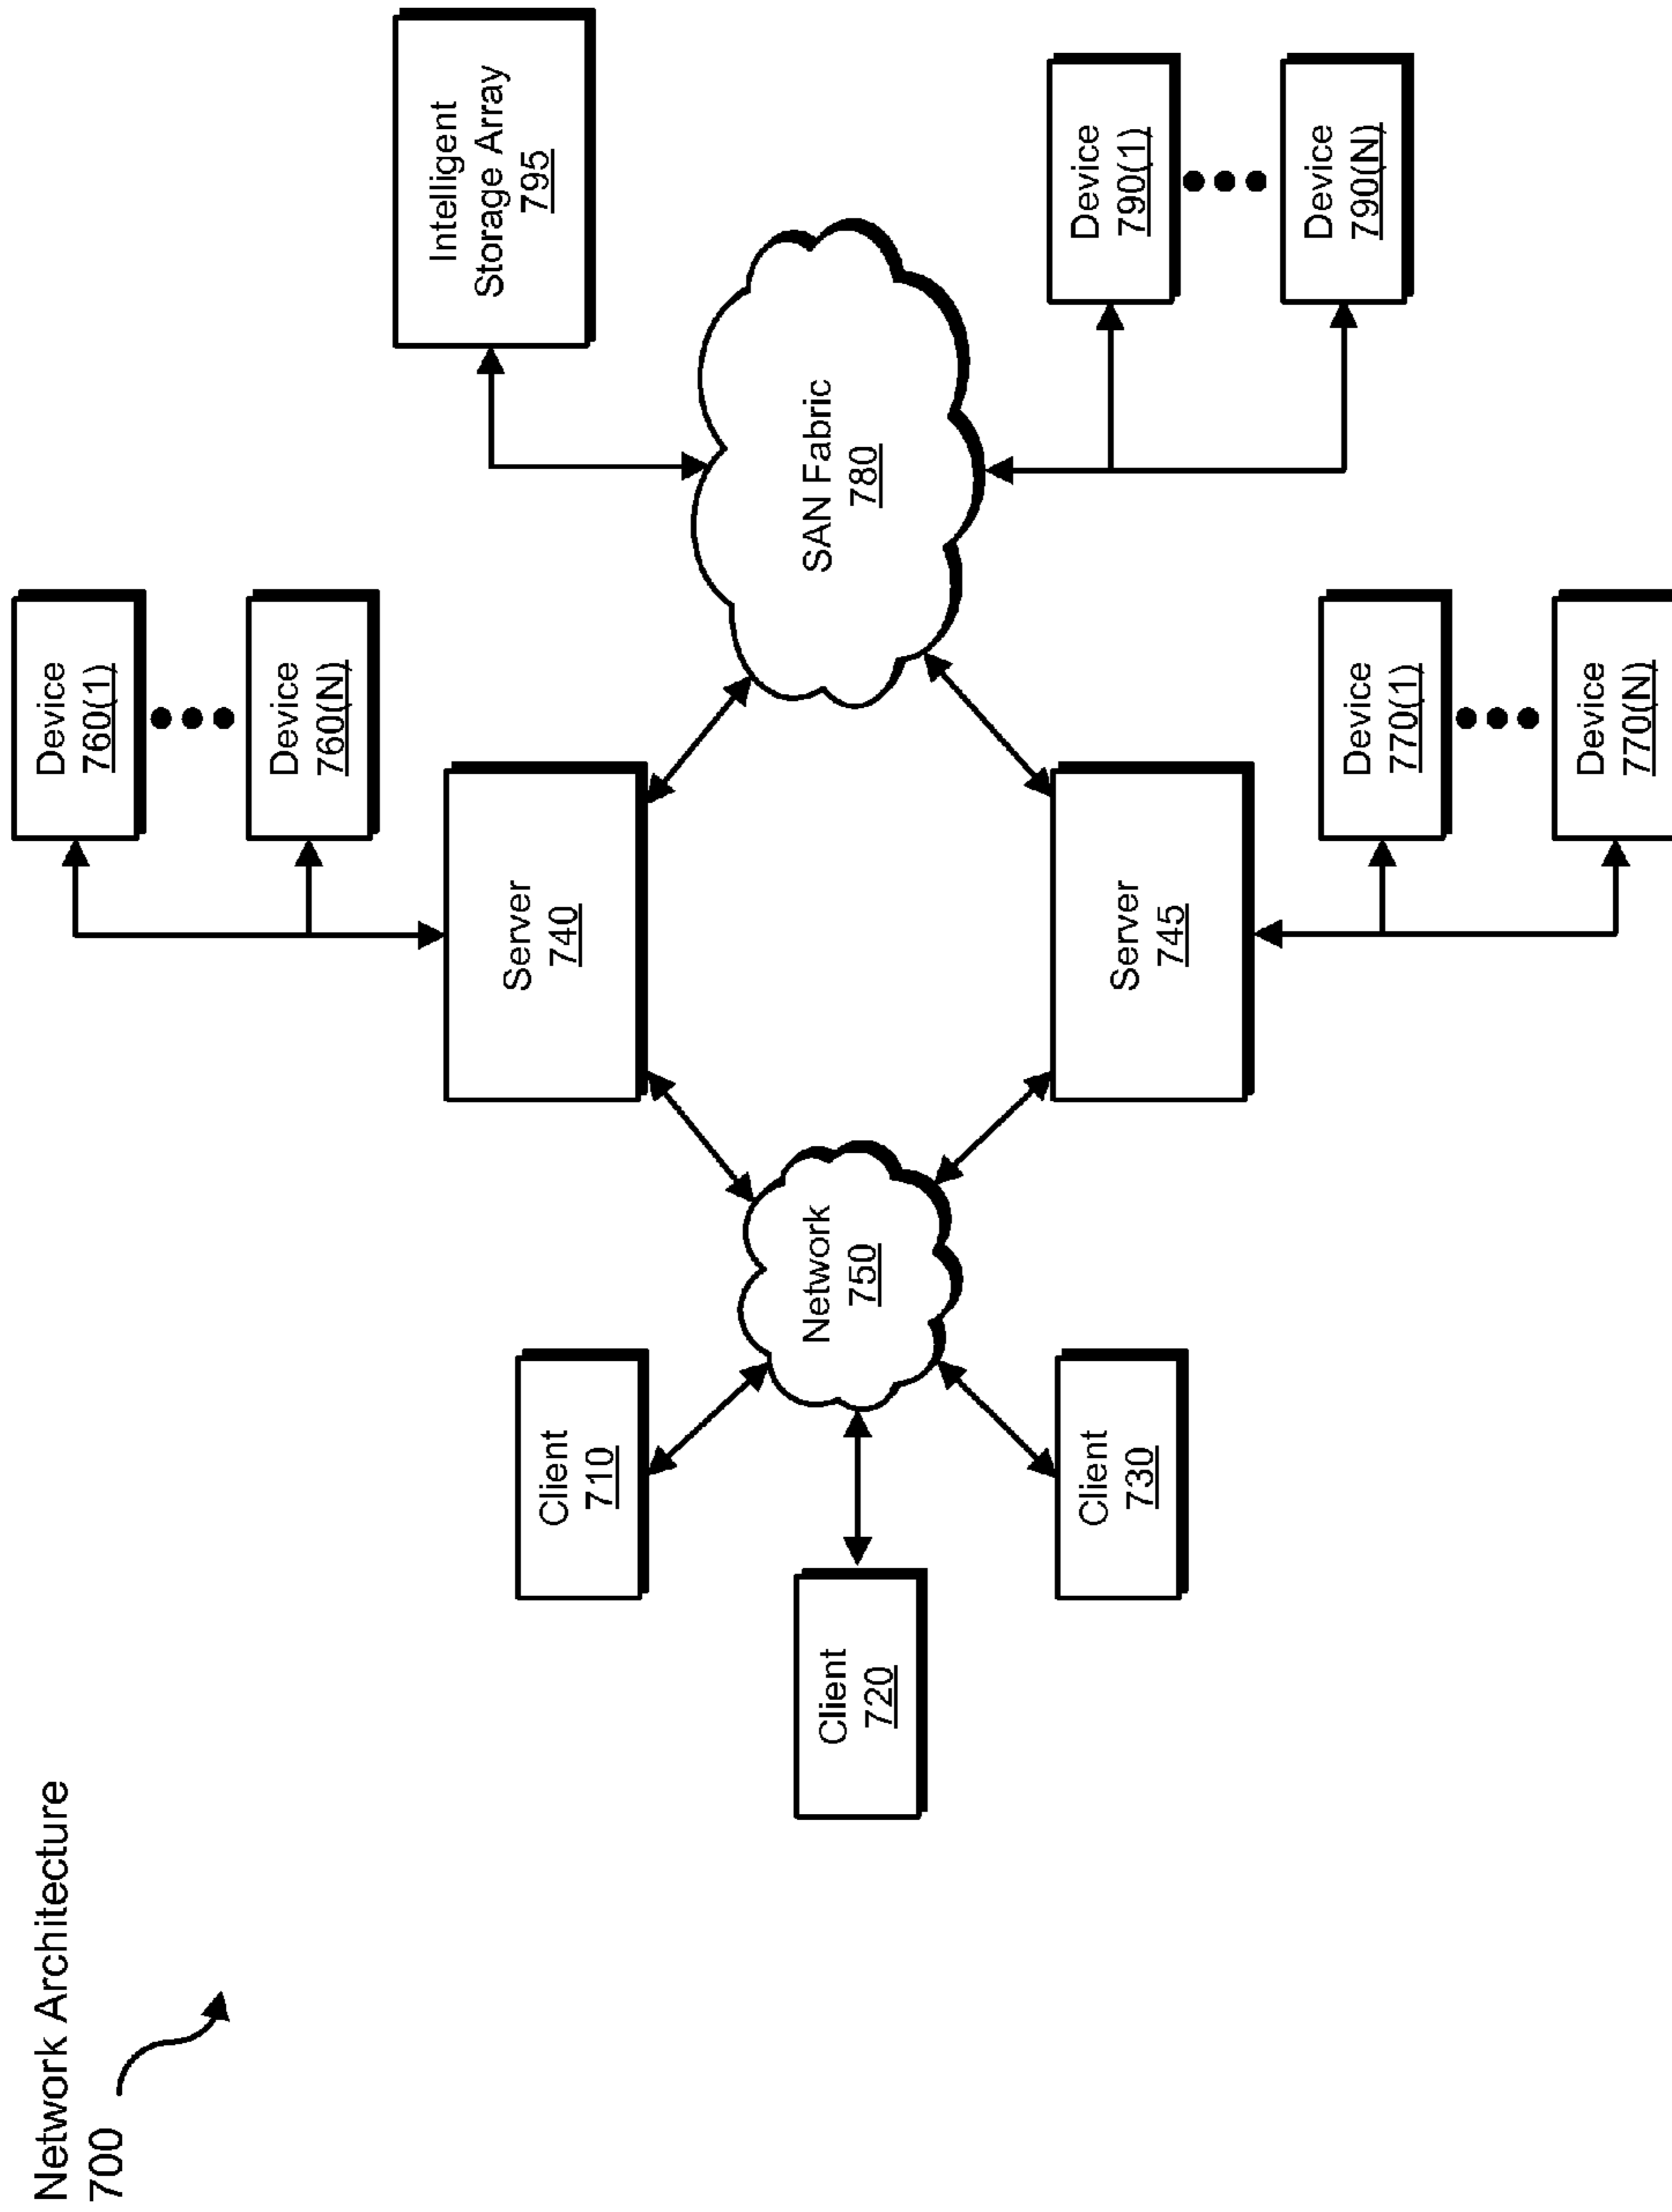 Network Architecture
700
Device
760(1)
Device
760(N)
Intelligent
Storage Array
795
Client
710
Server
740
Client
720
Network
750
SAN Fabric
780
Client
730
Server
745
Device
790(1)
Device
790(N)
Device
770(1)
Device
770(N)